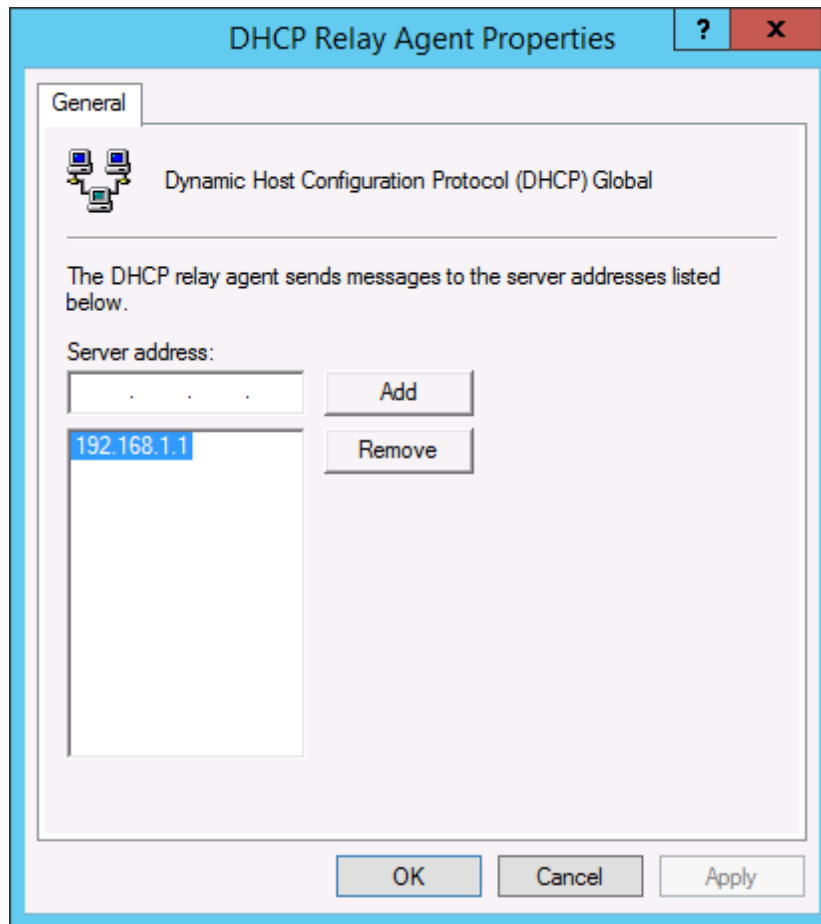 DHCP Relay Agent Properties
?
x
General
Dynamic Host Configuration Protocol (DHCP) Global
The DHCP relay agent sends messages to the server addresses listed
below.
Server address:
. . .
Add
192.168.1.1
Remove
OK
Cancel
Apply